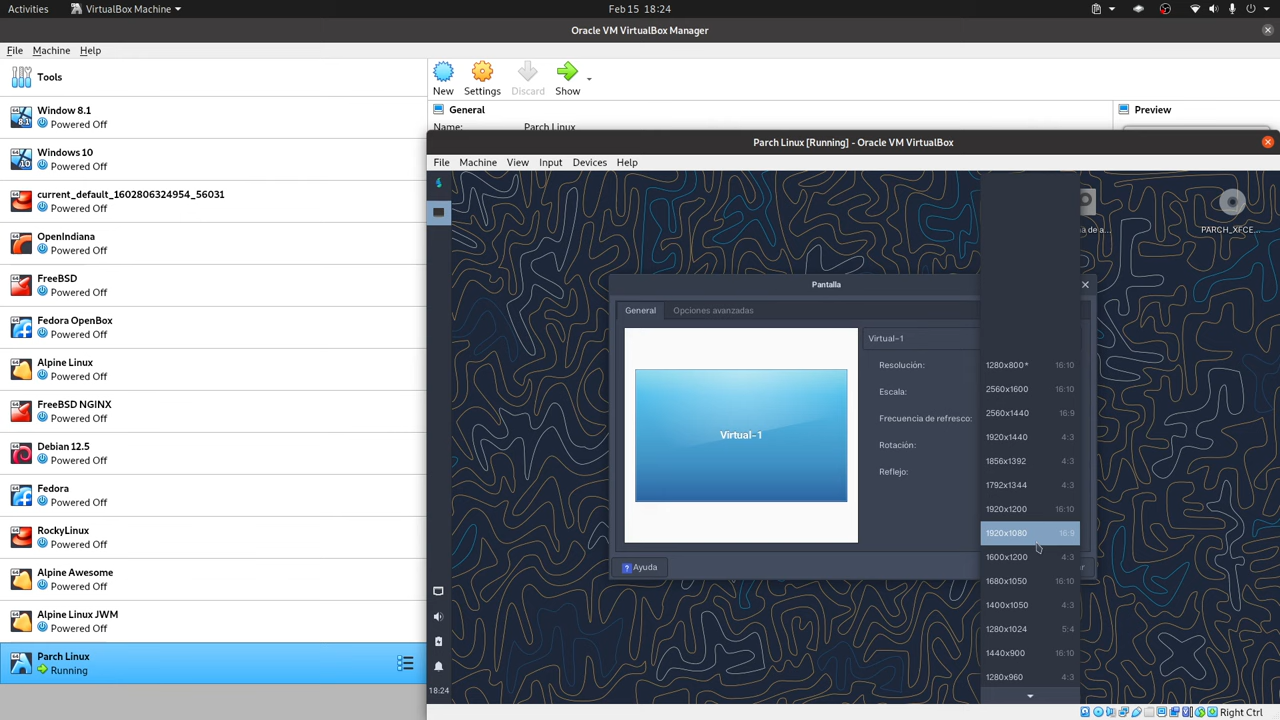 Activities
VirtualBox Machine
Feb 15 18:24
Oracle VM VirtualBox Manager
File Machine Help
Tools
Window 8.1
Powered Off
Windows 10
Powered Off
current_default_1602806324954_56031
Powered Off
OpenIndiana
Powered Off
FreeBSD
Powered Off
Fedora OpenBox
Powered Off
Alpine Linux
Powered Off
FreeBSD NGINX
Powered Off
Debian 12.5
Powered Off
Fedora
Powered Off
RockyLinux
Powered Off
Alpine Awesome
Powered Off
Alpine Linux JWM
Powered Off
Parch Linux
Running
New Settings Discard Show
General
Name: Parch Linux
Preview
Parch Linux [Running] - Oracle VM VirtualBox
File Machine View Input Devices Help
PARCH_XFCE...
Pantalla
General Opciones avanzadas
Virtual-1
Virtual-1
Resolución:
Escala:
Frecuencia de refresco:
Rotación:
Reflejo:
Ayuda
1280x800* 16:10
2560x1600 16:10
2560x1440 16:9
1920x1440 4:3
1856x1392 4:3
1792x1344 4:3
1920x1200 16:10
1920x1080 16:9
1600x1200 4:3
1680x1050 16:10
1400x1050 4:3
1280x1024 5:4
1440x900 16:10
1280x960 4:3
18:24
Right Ctrl